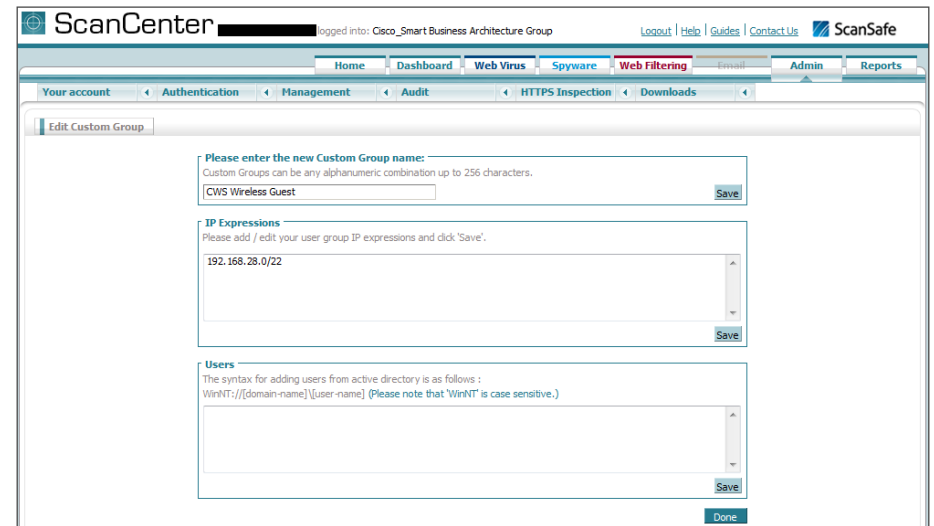 ScanCenter logged into: Cisco_Smart Business Architecture Group Logout | Help | Guides | Contact Us ScanSafe
Home Dashboard Web Virus Spyware Web Filtering Email Admin Reports
Your account Authentication Management Audit HTTPS Inspection Downloads
Edit Custom Group
Please enter the new Custom Group name:
Custom Groups can be any alphanumeric combination up to 256 characters.
CWS Wireless Guest
Save
IP Expressions
Please add / edit your user group IP expressions and click 'Save'.
192.168.28.0/22
Save
Users
The syntax for adding users from active directory is as follows :
WinNT://[domain-name]\[user-name] (Please note that 'WinNT' is case sensitive.)
Save
Done